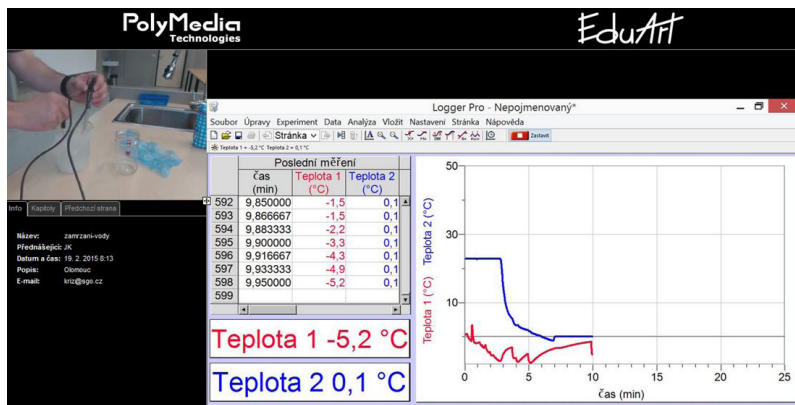 PolyMedia
Technologies
EduArt
Logger Pro - Nepojmenovaný*
Soubor Úpravy Experiment Data Analýza Vložit Nastavení Stránka Nápověda
Stránka
Zastavit
Teplota 1 = -5,2 °C Teplota 2 = 0,1 °C
Poslední měření
čas (min) Teplota 1 (°C) Teplota 2 (°C)
592 9,850000 -1,5 0,1
593 9,866667 -1,5 0,1
594 9,883333 -2,2 0,1
595 9,900000 -3,3 0,1
596 9,916667 -4,3 0,1
597 9,933333 -4,9 0,1
598 9,950000 -5,2 0,1
599
Teplota 1 -5,2 °C
Teplota 2 0,1 °C
Teplota 1 (°C) Teplota 2 (°C)
50
30
10
0 5 10 15 20 25
čas (min)
Info Kapitoly Předchozí strana
Název: zamrzani-vody
Přednášející: JK
Datum a čas: 19. 2. 2015 8:13
Popis: Olomouc
E-mail: kriz@sgo.cz